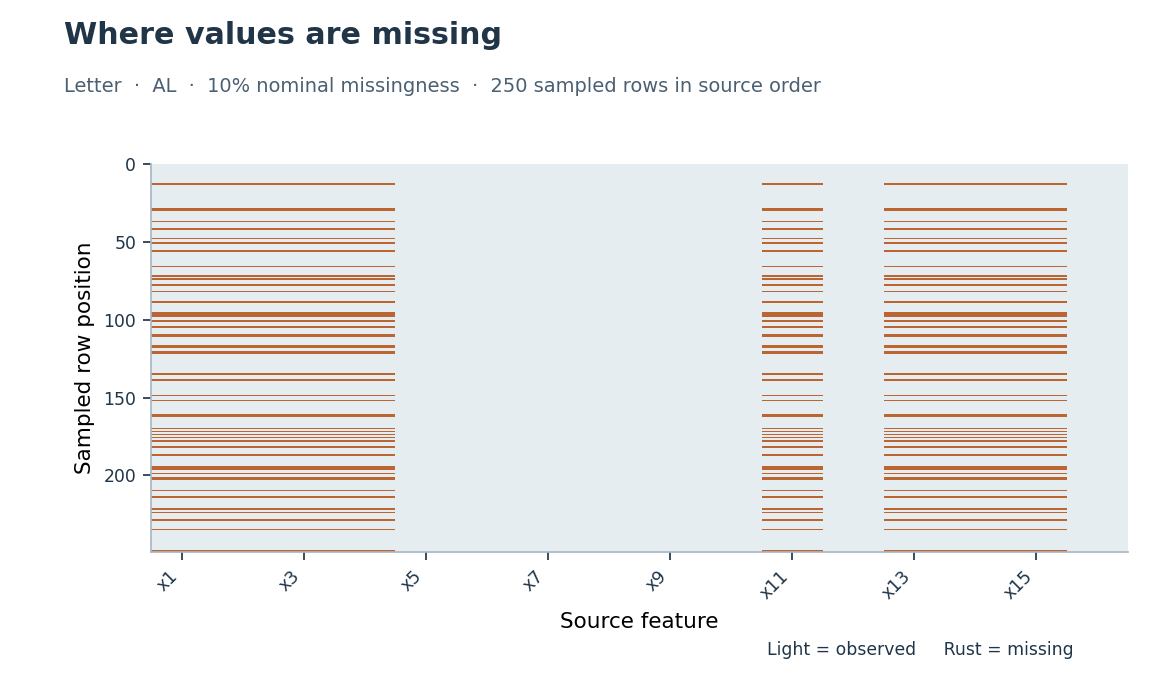 Where values are missing
Letter · AL · 10% nominal missingness · 250 sampled rows in source order
0
50
100
150
200
Sampled row position
x1
x3
x5
x7
x9
x11
x13
x15
Source feature
Light = observed Rust = missing